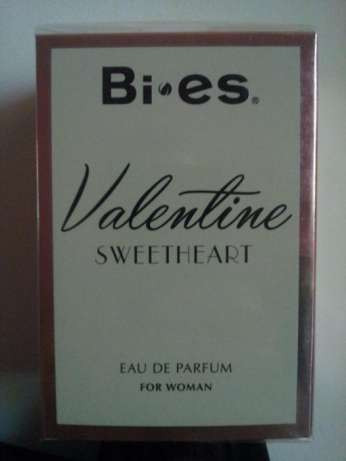 Bi-es®
Valentine
SWEETHEART
EAU DE PARFUM
FOR WOMAN